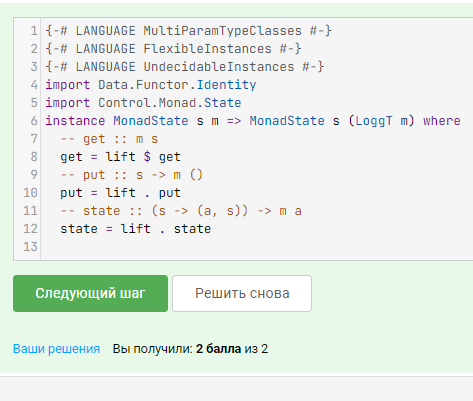 1 {-# LANGUAGE MultiParamTypeClasses #-}
2 {-# LANGUAGE FlexibleInstances #-}
3 {-# LANGUAGE UndecidableInstances #-}
4 import Data.Functor.Identity
5 import Control.Monad.State
6 instance MonadState s m => MonadState s (LoggT m) where
7   -- get :: m s
8   get = lift $ get
9   -- put :: s -> m ()
10   put = lift . put
11   -- state :: (s -> (a, s)) -> m a
12   state = lift . state
13
Следующий шаг Решить снова
Ваши решения Вы получили: 2 балла из 2